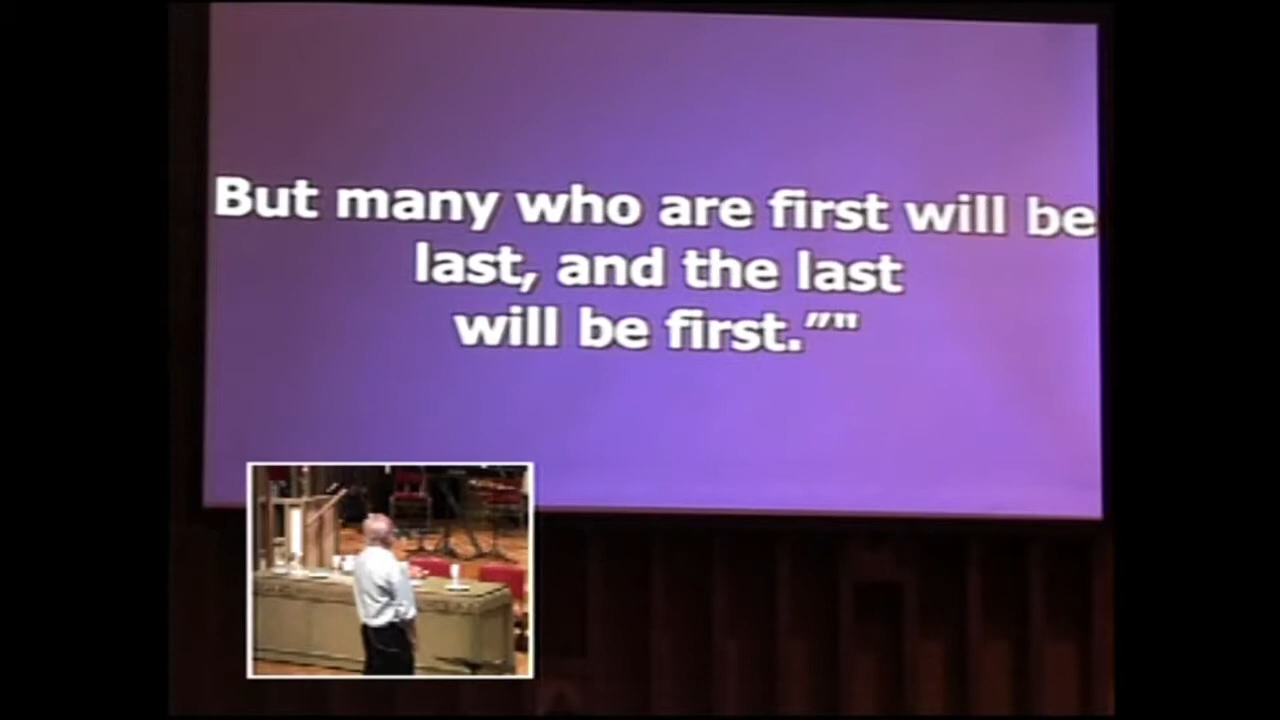 But many who are first will be
last, and the last
will be first.”"